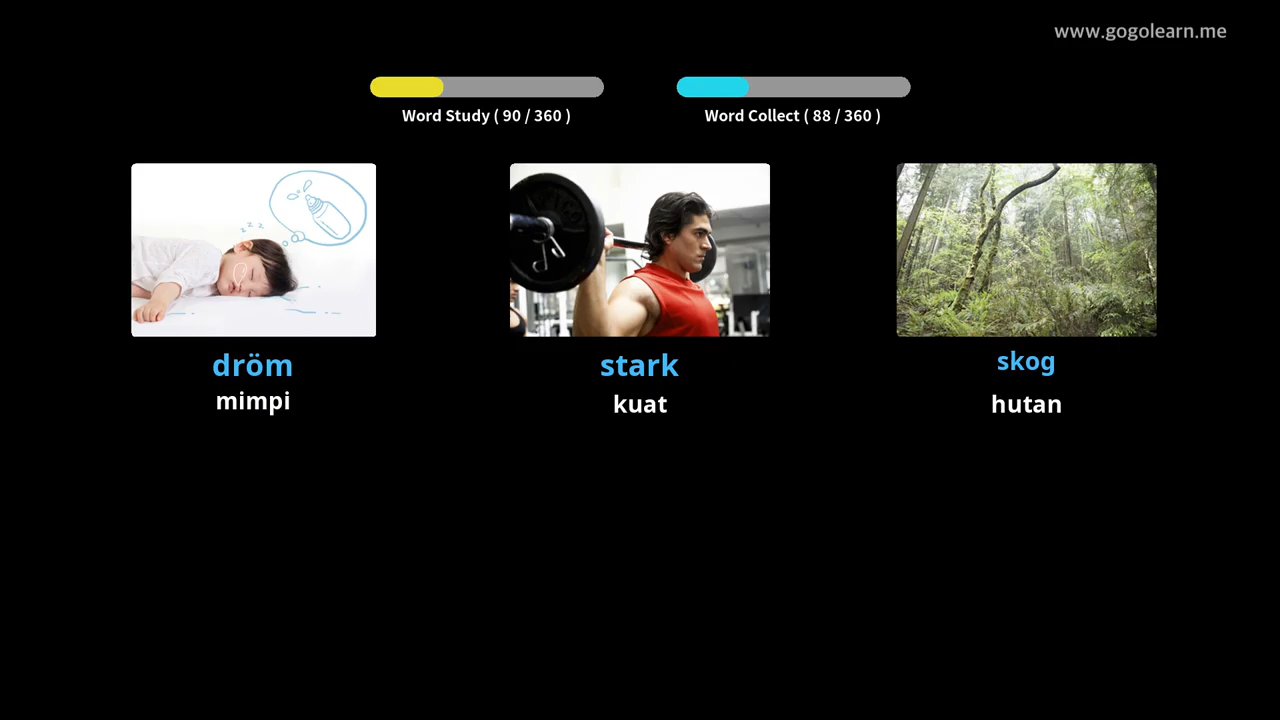 www.gogolearn.me
Word Study ( 90 / 360 )
Word Collect ( 88 / 360 )
z z z
dröm
stark
skog
mimpi
kuat
hutan